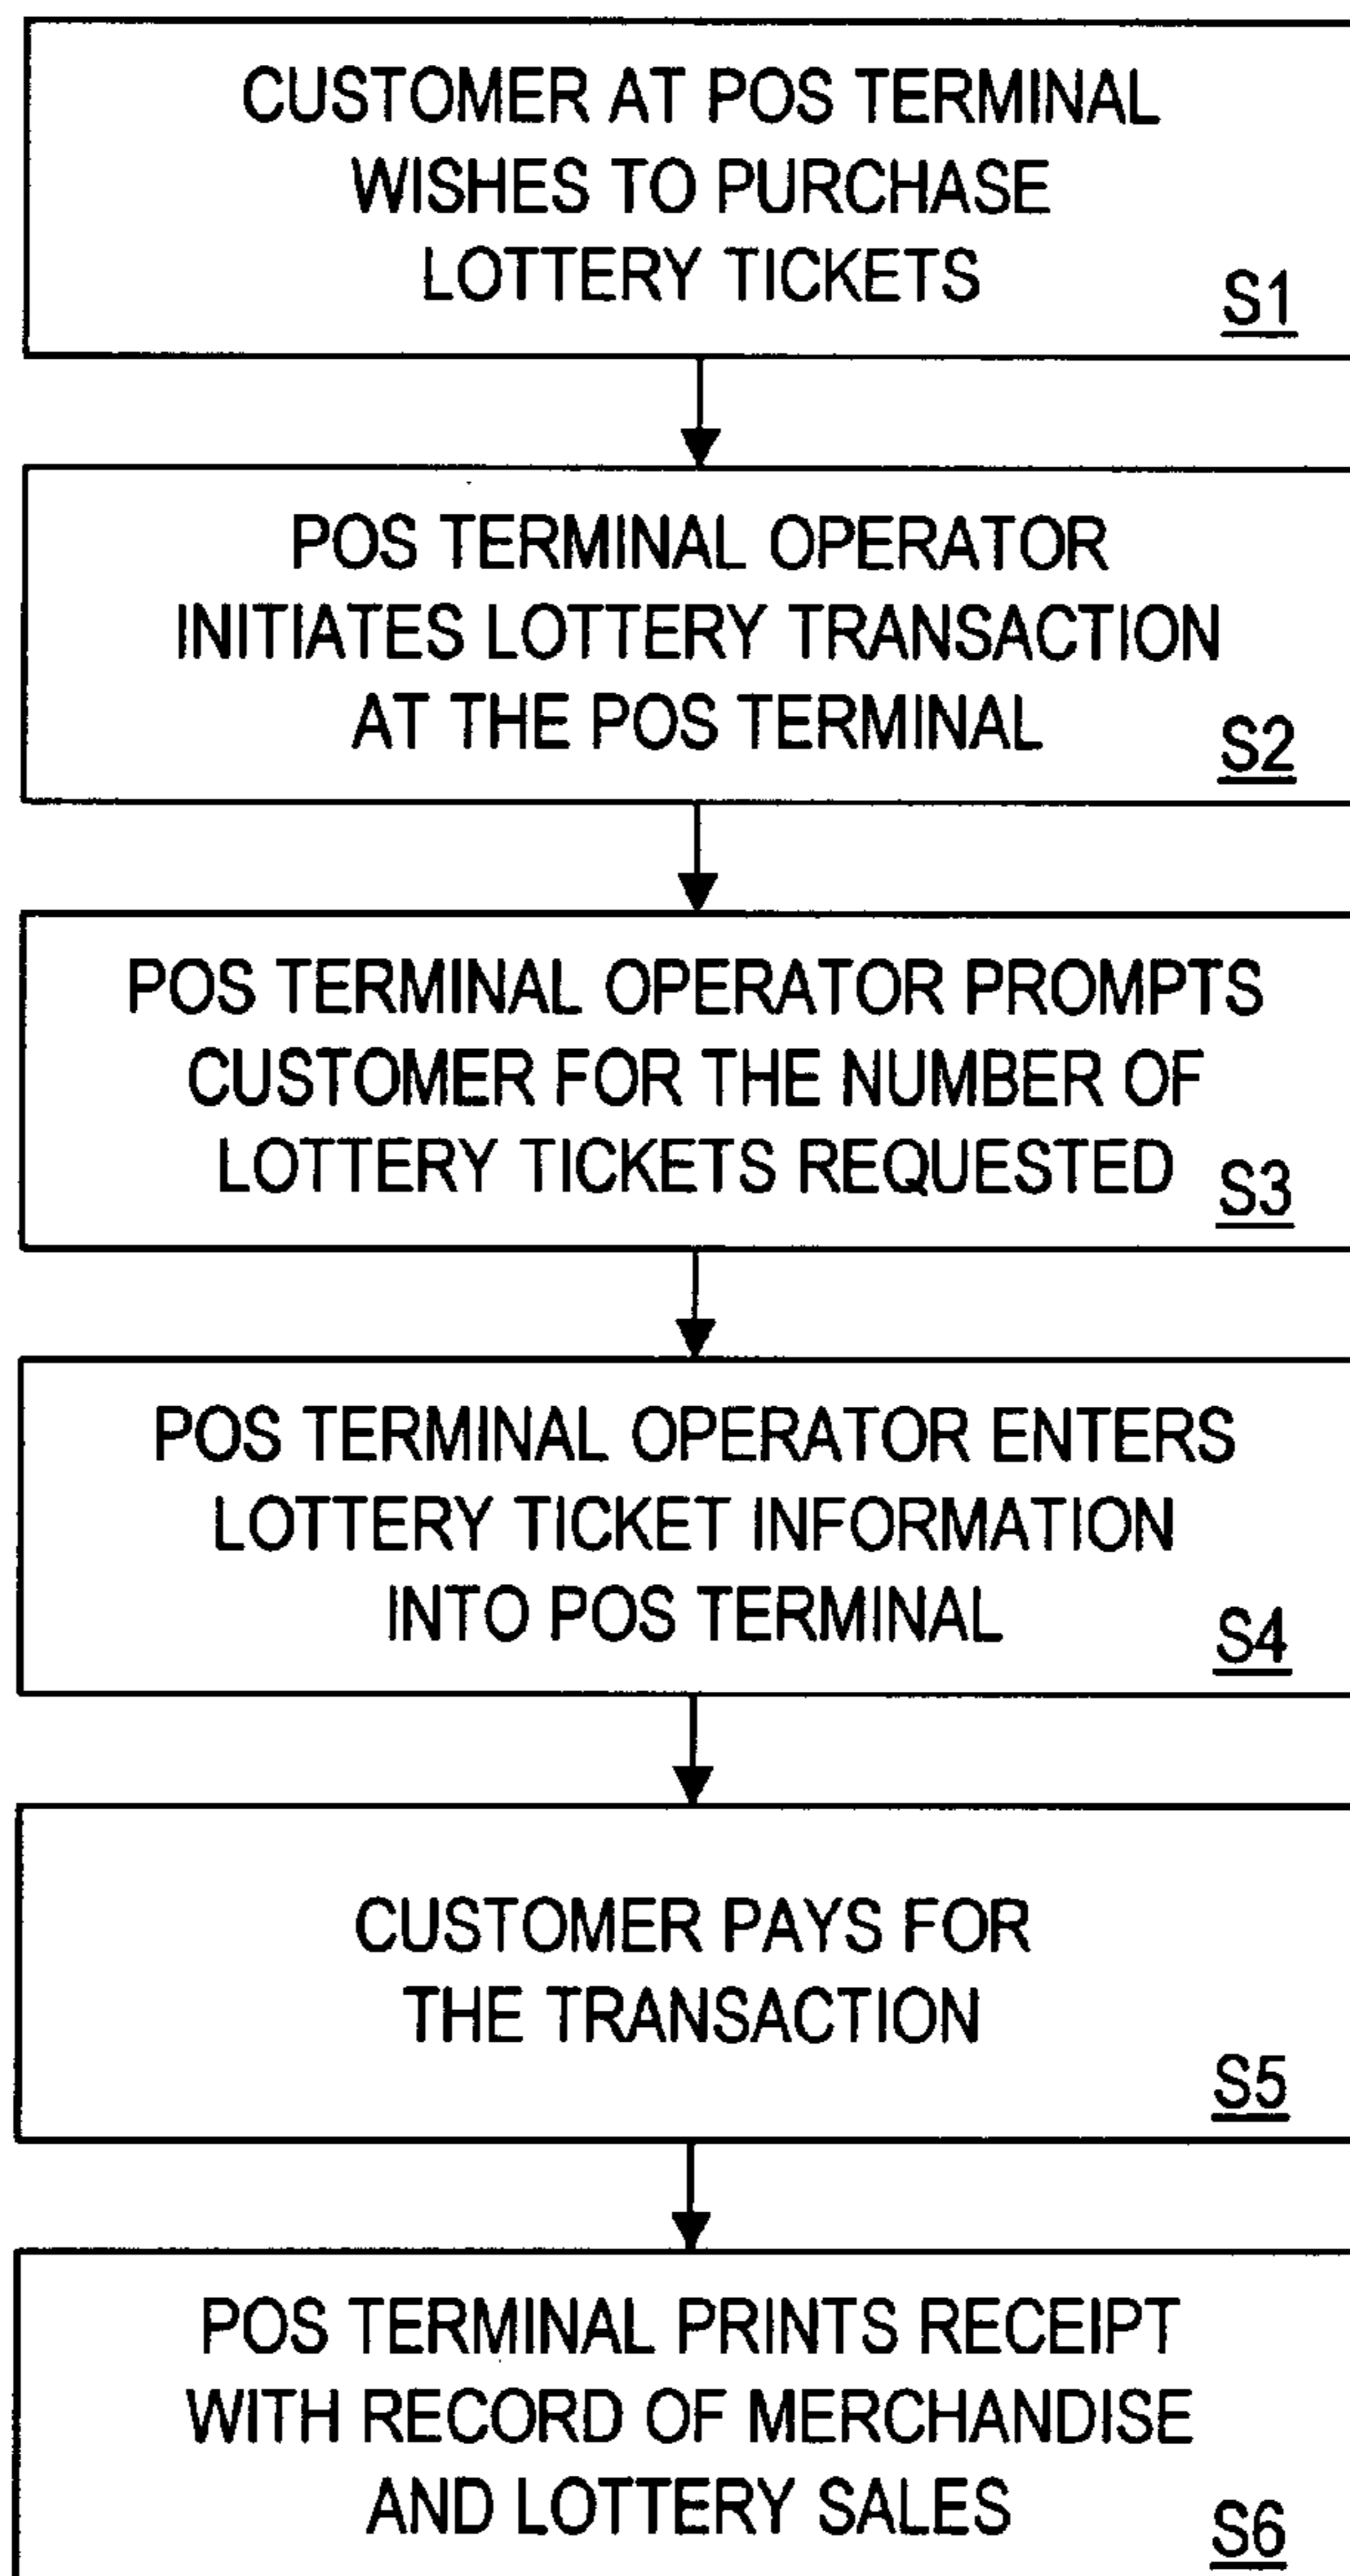 CUSTOMER AT POS TERMINAL
WISHES TO PURCHASE
LOTTERY TICKETS
S1
POS TERMINAL OPERATOR
INITIATES LOTTERY TRANSACTION
AT THE POS TERMINAL
S2
POS TERMINAL OPERATOR PROMPTS
CUSTOMER FOR THE NUMBER OF
LOTTERY TICKETS REQUESTED
S3
POS TERMINAL OPERATOR ENTERS
LOTTERY TICKET INFORMATION
INTO POS TERMINAL
S4
CUSTOMER PAYS FOR
THE TRANSACTION
S5
POS TERMINAL PRINTS RECEIPT
WITH RECORD OF MERCHANDISE
AND LOTTERY SALES
S6